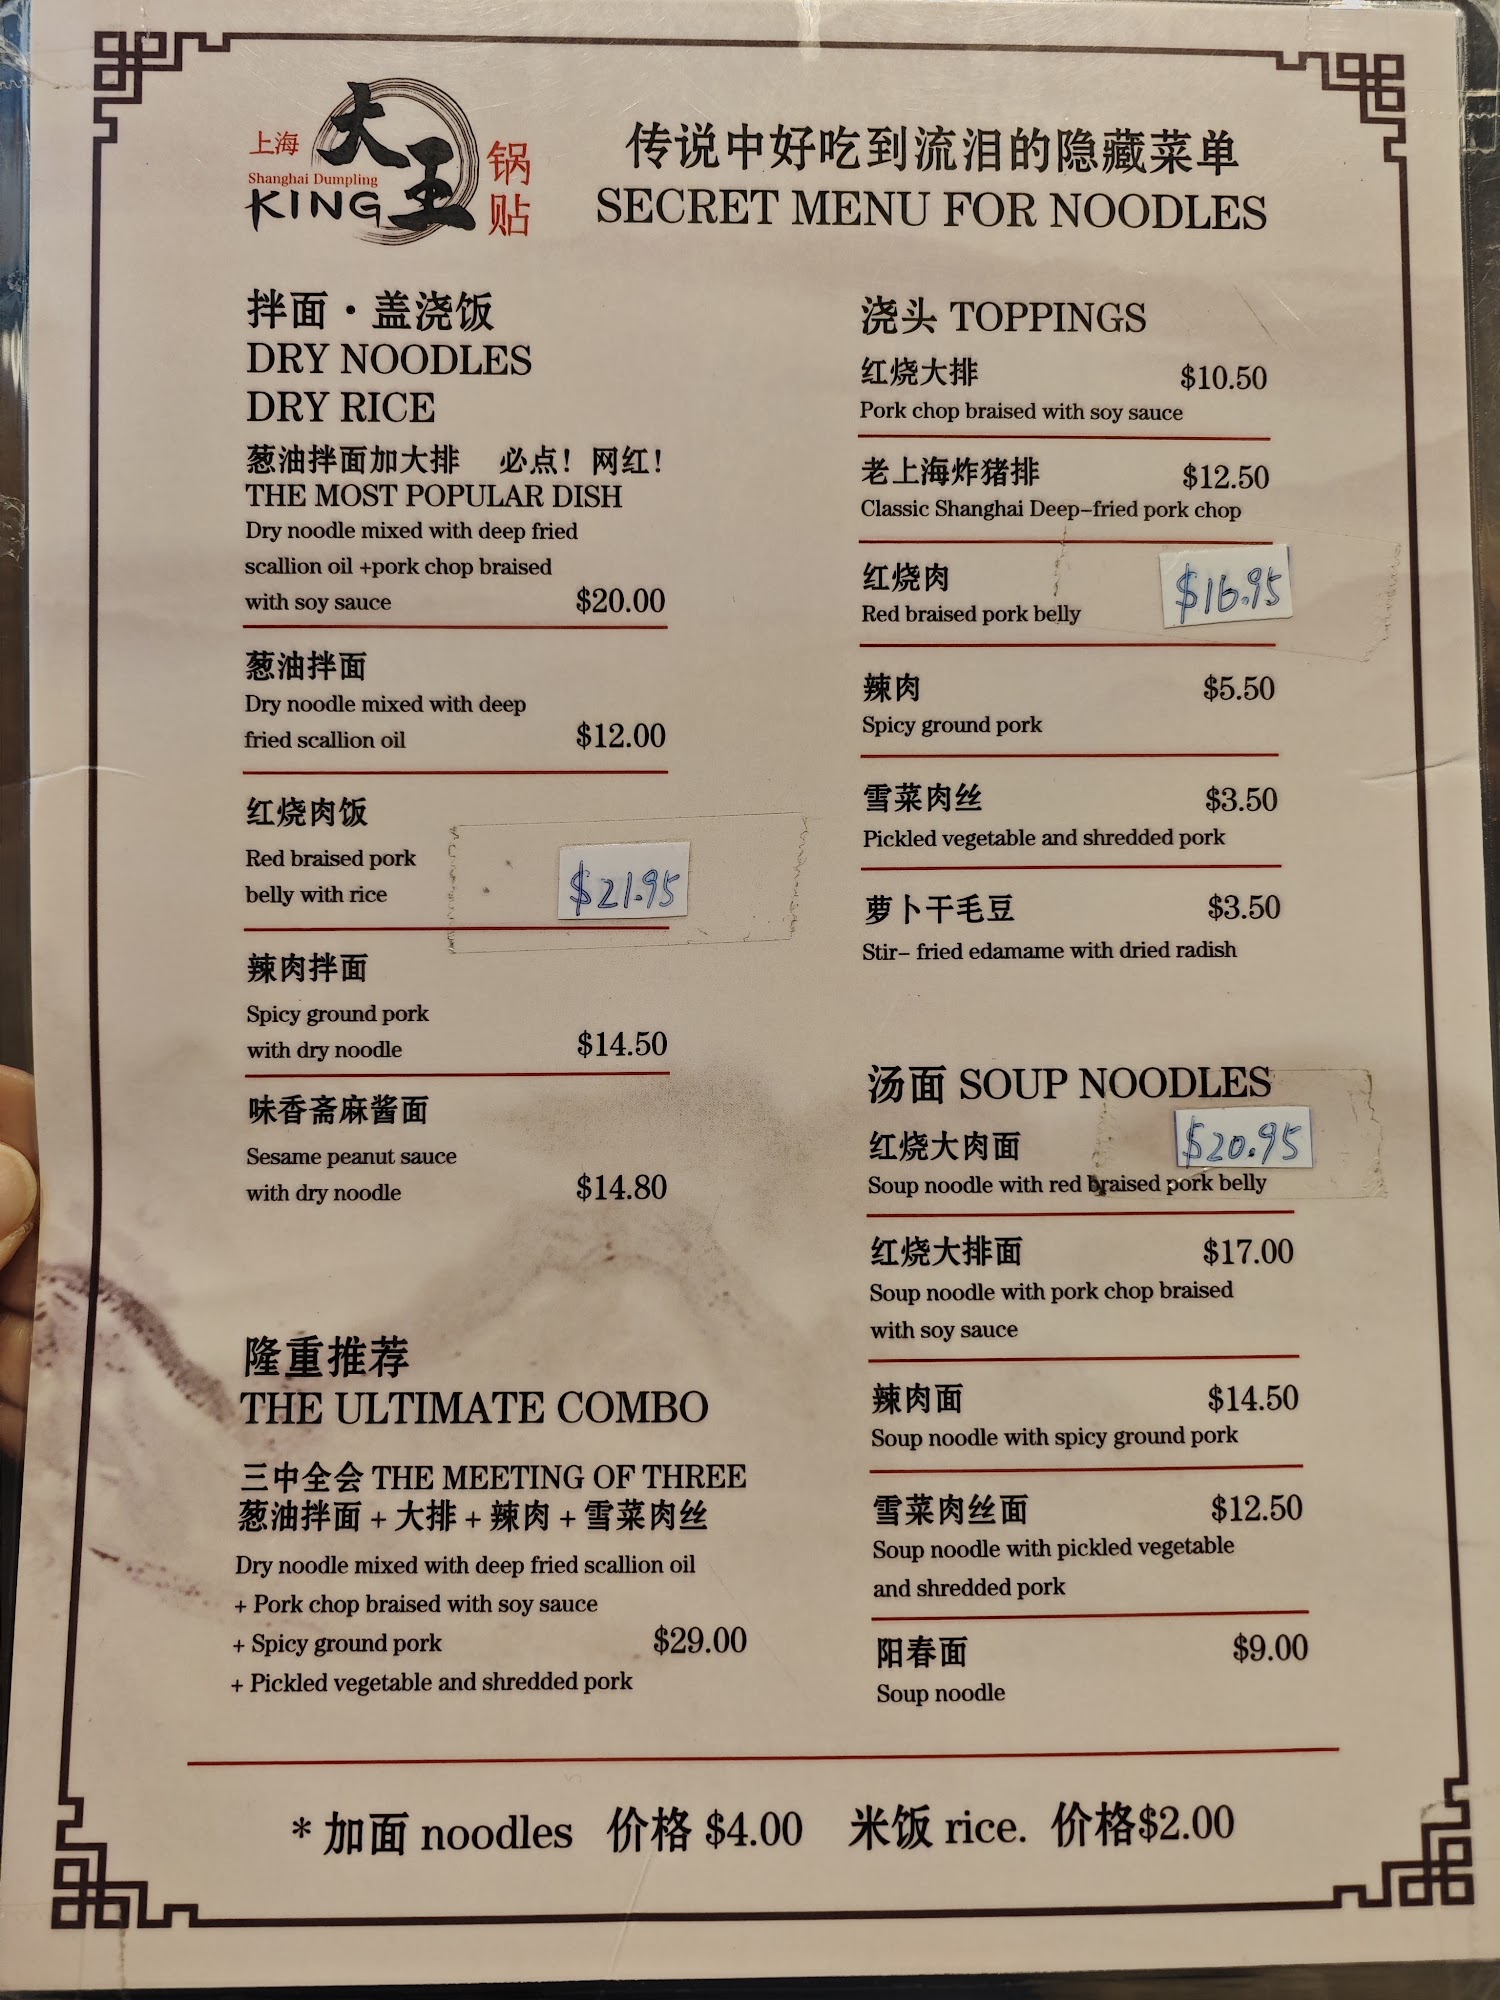 上海
大王
锅贴
Shanghai Dumpling
KING
传说中好吃到流泪的隐藏菜单
SECRET MENU FOR NOODLES
拌面·盖浇饭
DRY NOODLES
DRY RICE
葱油拌面加大排 必点！网红！
THE MOST POPULAR DISH
Dry noodle mixed with deep fried
scallion oil +pork chop braised
with soy sauce $20.00
葱油拌面
Dry noodle mixed with deep
fried scallion oil $12.00
红烧肉饭
Red braised pork
belly with rice $21.95
辣肉拌面
Spicy ground pork
with dry noodle $14.50
味香斋麻酱面
Sesame peanut sauce
with dry noodle $14.80
隆重推荐
THE ULTIMATE COMBO
三中全会 THE MEETING OF THREE
葱油拌面 + 大排 + 辣肉 + 雪菜肉丝
Dry noodle mixed with deep fried scallion oil
+ Pork chop braised with soy sauce
+ Spicy ground pork $29.00
+ Pickled vegetable and shredded pork
浇头 TOPPINGS
红烧大排 $10.50
Pork chop braised with soy sauce
老上海炸猪排 $12.50
Classic Shanghai Deep-fried pork chop
红烧肉 $16.95
Red braised pork belly
辣肉 $5.50
Spicy ground pork
雪菜肉丝 $3.50
Pickled vegetable and shredded pork
萝卜干毛豆 $3.50
Stir- fried edamame with dried radish
汤面 SOUP NOODLES
红烧大肉面 $20.95
Soup noodle with red braised pork belly
红烧大排面 $17.00
Soup noodle with pork chop braised
with soy sauce
辣肉面 $14.50
Soup noodle with spicy ground pork
雪菜肉丝面 $12.50
Soup noodle with pickled vegetable
and shredded pork
阳春面 $9.00
Soup noodle
* 加面 noodles 价格 $4.00 米饭 rice. 价格$2.00